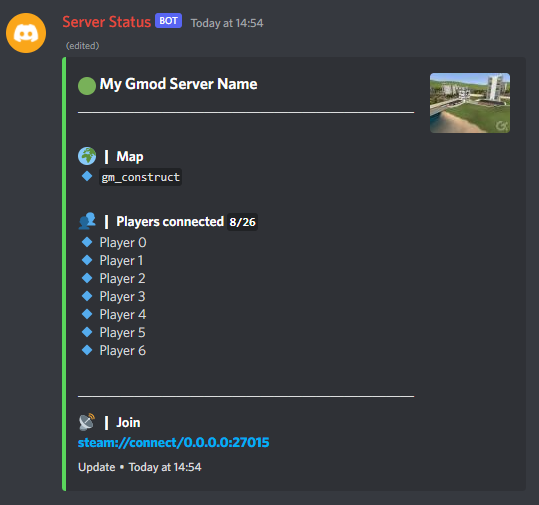 Server Status BOT Today at 14:54
(edited)
My Gmod Server Name
| Map
gm_construct
| Players connected 8/26
Player 0
Player 1
Player 2
Player 3
Player 4
Player 5
Player 6
| Join
steam://connect/0.0.0.0:27015
Update • Today at 14:54